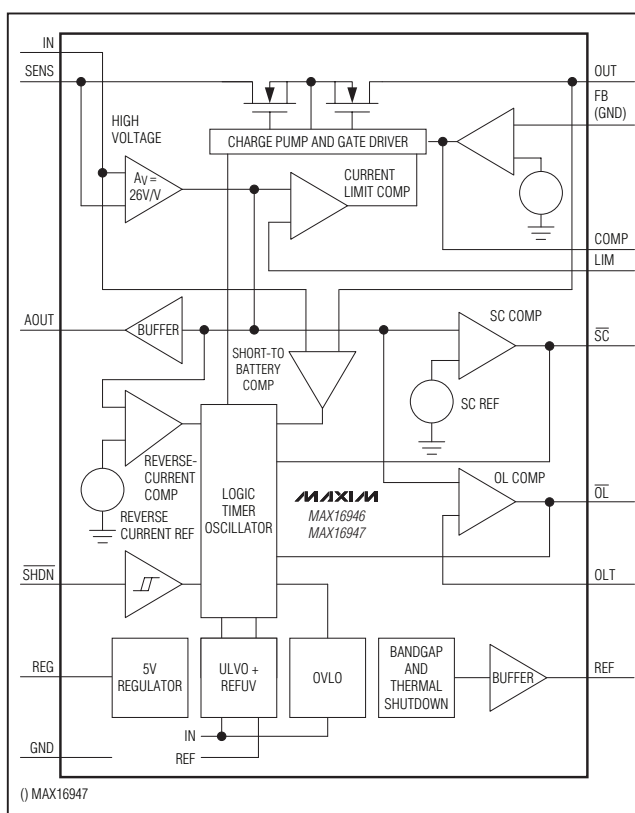 IN
SENS
OUT
FB
(GND)
HIGH
VOLTAGE
CHARGE PUMP AND GATE DRIVER
AV =
26V/V
CURRENT
LIMIT COMP
COMP
LIM
AOUT
BUFFER
SHORT-TO
BATTERY
COMP
SC COMP
SC
SC REF
REVERSE-
CURRENT
COMP
REVERSE
CURRENT REF
LOGIC
TIMER
OSCILLATOR
MAXIM
MAX16946
MAX16947
OL COMP
OL
SHDN
OLT
REG
5V
REGULATOR
ULVO +
REFUV
OVLO
BANDGAP
AND
THERMAL
SHUTDOWN
BUFFER
REF
IN
REF
GND
() MAX16947